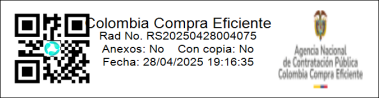 Colombia Compra Eficiente
Rad No. RS20250428004075
Anexos: No Con copia: No
Fecha: 28/04/2025 19:16:35
Agencia Nacional
de Contratación Pública
Colombia Compra Eficiente